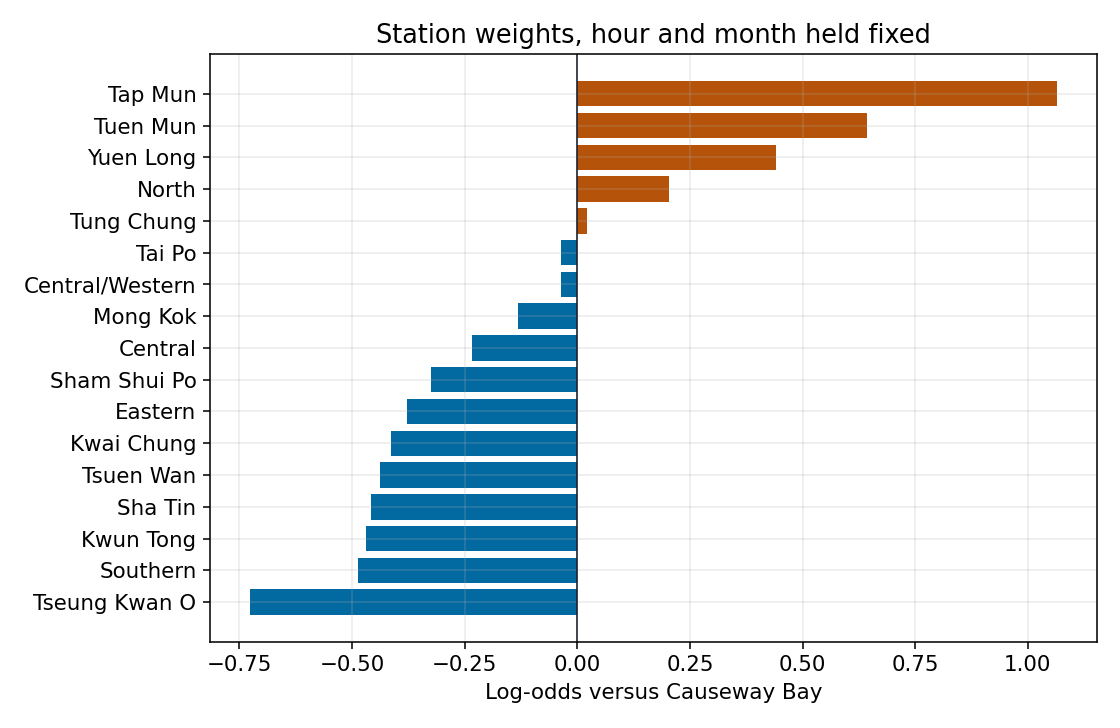 Station weights, hour and month held fixed
Tap Mun
Tuen Mun
Yuen Long
North
Tung Chung
Tai Po
Central/Western
Mong Kok
Central
Sham Shui Po
Eastern
Kwai Chung
Tsuen Wan
Sha Tin
Kwun Tong
Southern
Tseung Kwan O
−0.75 −0.50 −0.25 0.00 0.25 0.50 0.75 1.00
Log-odds versus Causeway Bay